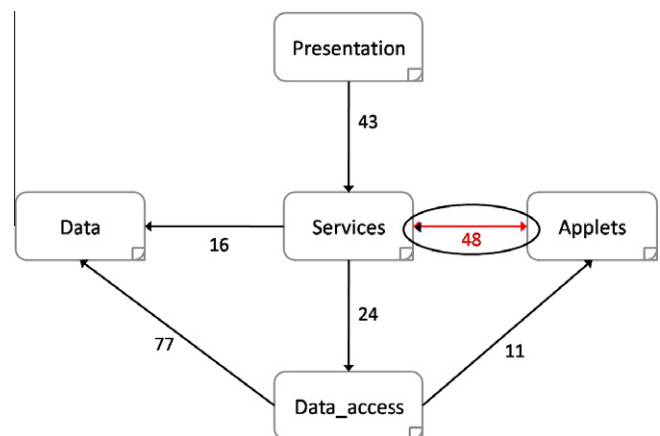 Presentation
43
Data
Services
Applets
16
48
24
77
11
Data_access